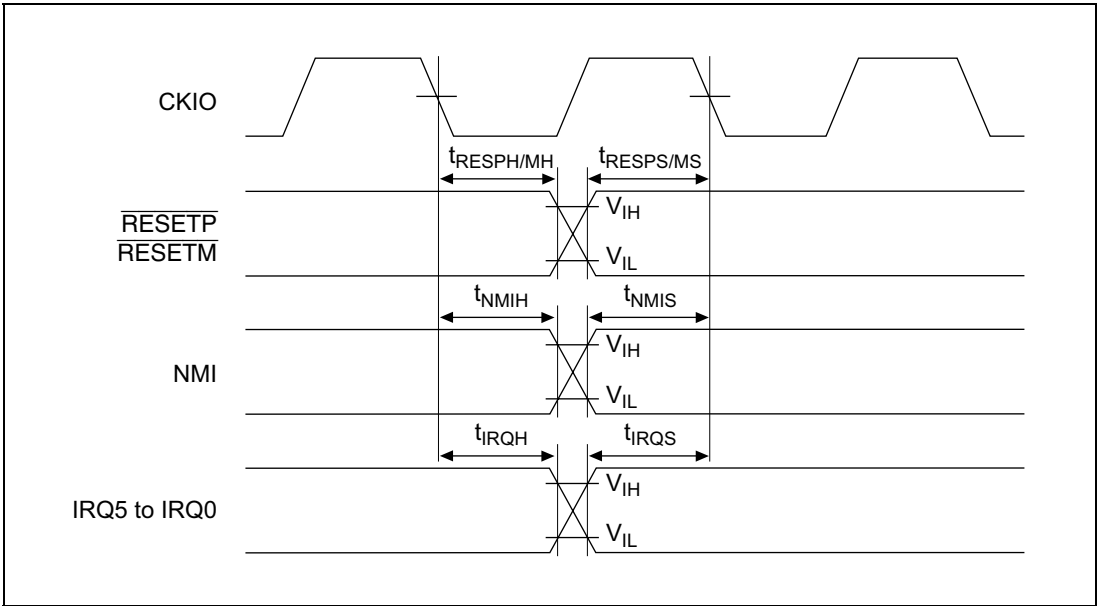 CKIO
tRESPH/MH tRESPS/MS
RESETP
RESETM
VIH
VIL
tNMIH tNMIS
NMI
VIH
VIL
tIRQH tIRQS
IRQ5 to IRQ0
VIH
VIL